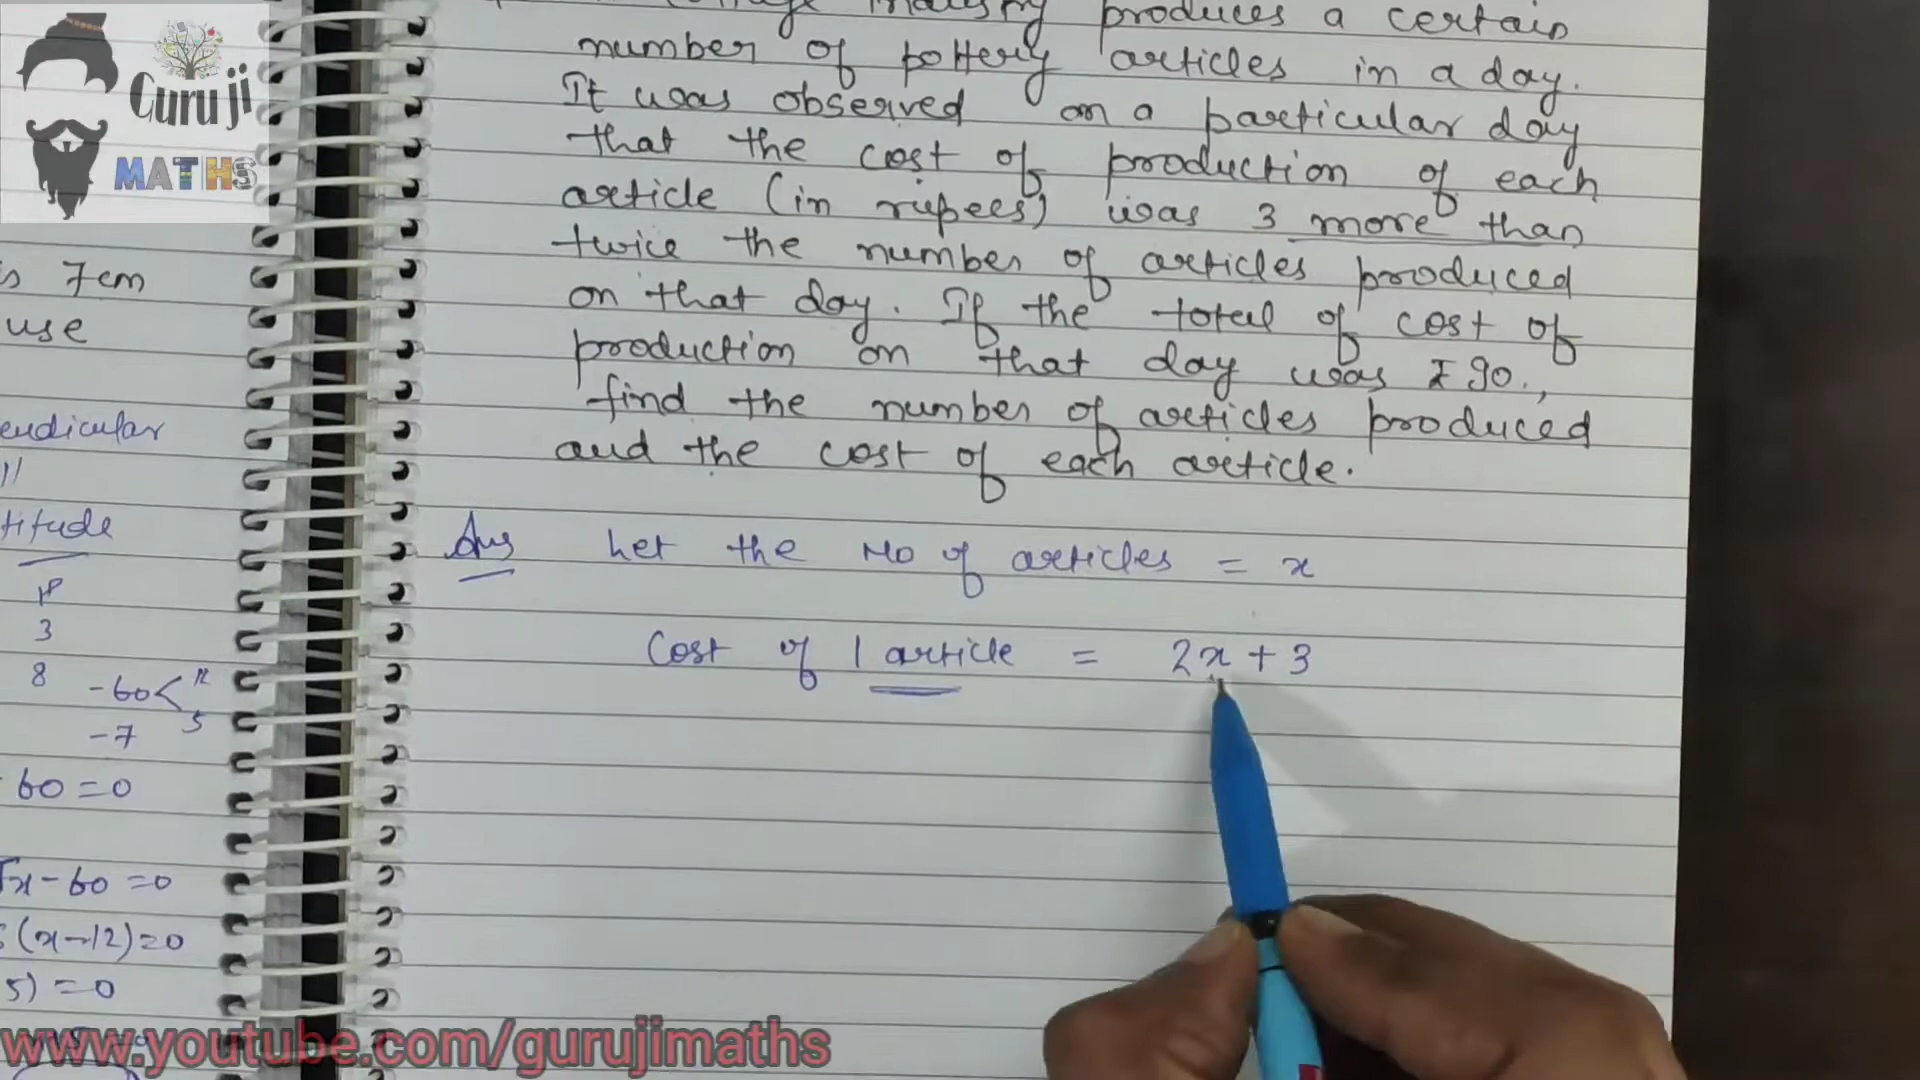 Guruji
MATHS
industry produces a certain
number of pottery articles in a day.
It was observed on a particular day
that the cost of production of each
article (in rupees) was 3 more than
twice the number of articles produced
on that day. If the total of cost of
production on that day was ₹90.,
find the number of articles produced
and the cost of each article.
Ans Let the No of articles = x
Cost of 1 article = 2x + 3
7cm
use
endicular
titude
3
8 -60< 12
5
-7
60 = 0
x - 60 = 0
(x-12) = 0
5) = 0
www.youtube.com/gurujimaths